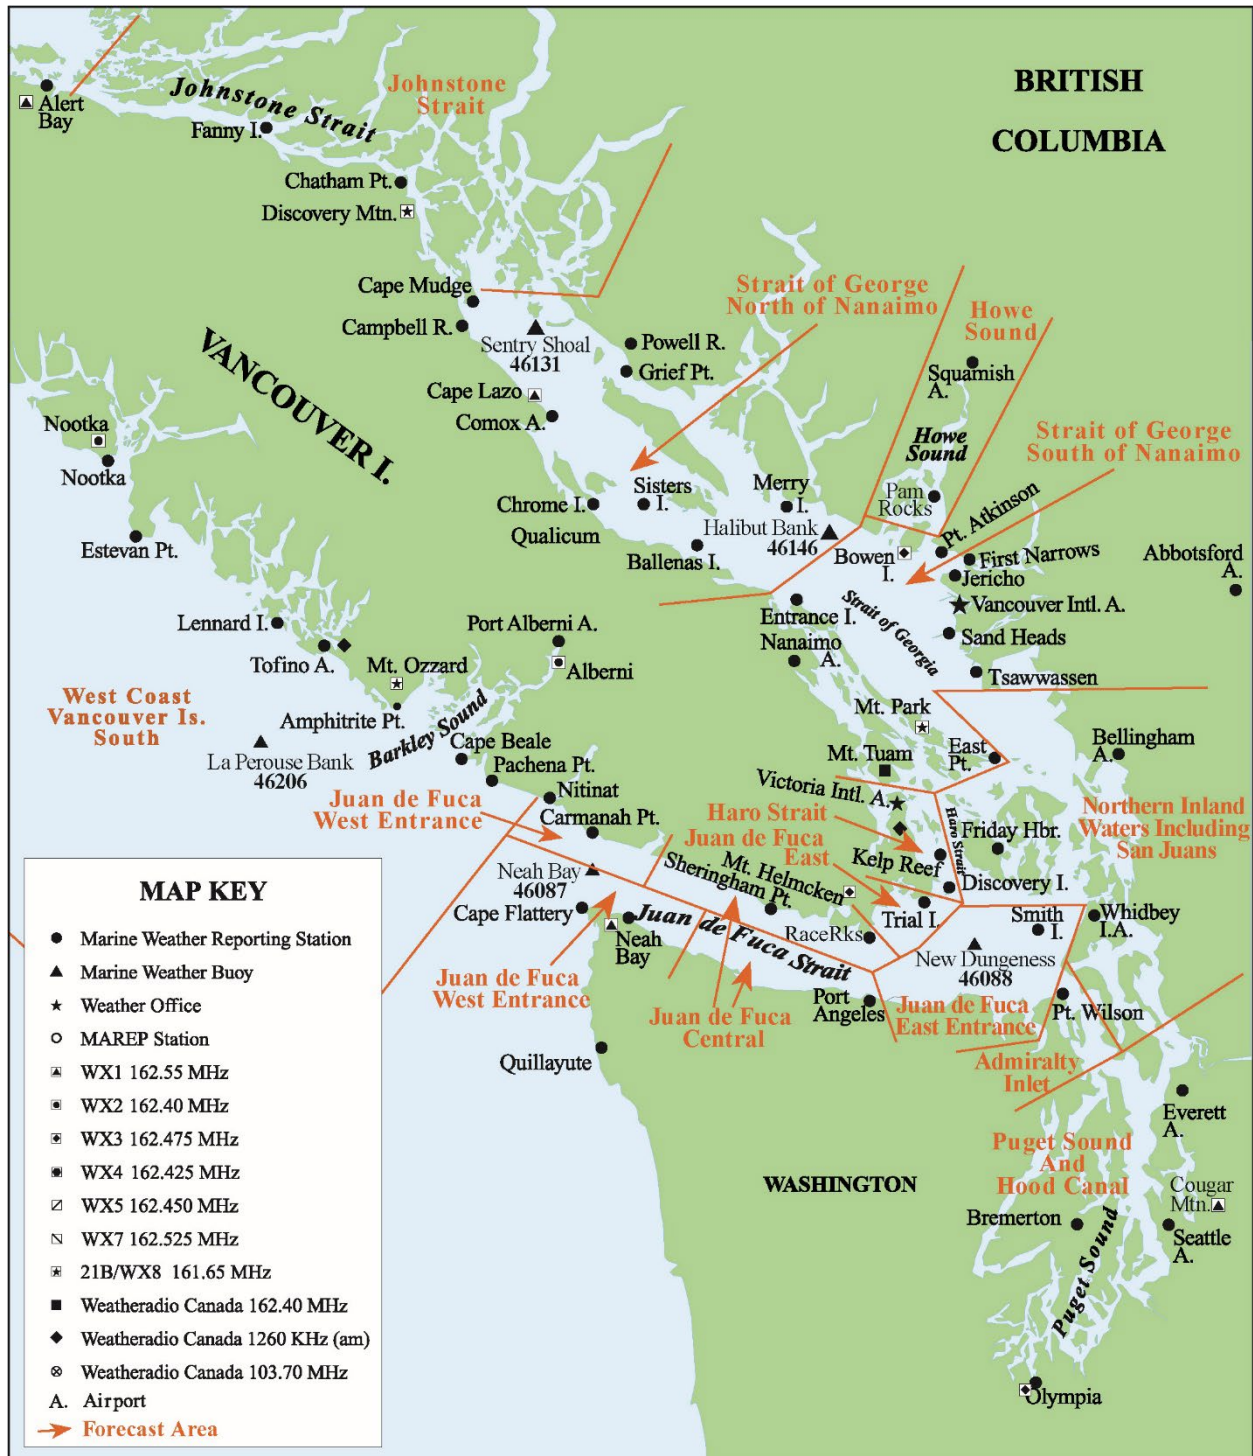 BRITISH
COLUMBIA
Johnstone Strait
Johnstone
Strait
Alert
Bay
Fanny I.
Chatham Pt.
Discovery Mtn.
Cape Mudge
Campbell R.
Sentry Shoal
46131
Powell R.
Grief Pt.
Strait of George
North of Nanaimo
Howe
Sound
Squamish
A.
Howe
Sound
VANCOUVER I.
Cape Lazo
Comox A.
Nootka
Nootka
Estevan Pt.
Chrome I.
Qualicum
Sisters
I.
Merry
I.
Halibut Bank
46146
Ballenas I.
Pam
Rocks
Strait of George
South of Nanaimo
Pt. Atkinson
Bowen
I.
First Narrows
Jericho
Abbotsford
A.
Vancouver Intl. A.
Sand Heads
Tsawwassen
Strait of Georgia
Entrance I.
Nanaimo
A.
Lennard I.
Tofino A.
Port Alberni A.
Alberni
Mt. Ozzard
Amphitrite Pt.
West Coast
Vancouver Is.
South
La Perouse Bank
46206
Barkley Sound
Cape Beale
Pachena Pt.
Nitinat
Carmanah Pt.
Mt. Park
Mt. Tuam
East
Pt.
Bellingham
A.
Victoria Intl. A.
Haro Strait
Haro Strait
Friday Hbr.
Northern Inland
Waters Including
San Juans
Juan de Fuca
West Entrance
Juan de Fuca
East
Kelp Reef
Discovery I.
Mt. Helmcken
Sheringham Pt.
Trial I.
Neah Bay
46087
Cape Flattery
Neah
Bay
Juan de Fuca Strait
RaceRks
Smith
I.
Whidbey
I.A.
New Dungeness
46088
Juan de Fuca
West Entrance
Juan de Fuca
Central
Port
Angeles
Juan de Fuca
East Entrance
Pt. Wilson
Admiralty
Inlet
Quillayute
Everett
A.
Puget Sound
And
Hood Canal
WASHINGTON
Cougar
Mtn.
Bremerton
Seattle
A.
Puget Sound
Olympia
MAP KEY
Marine Weather Reporting Station
Marine Weather Buoy
Weather Office
MAREP Station
WX1 162.55 MHz
WX2 162.40 MHz
WX3 162.475 MHz
WX4 162.425 MHz
WX5 162.450 MHz
WX7 162.525 MHz
21B/WX8 161.65 MHz
Weatheradio Canada 162.40 MHz
Weatheradio Canada 1260 KHz (am)
Weatheradio Canada 103.70 MHz
A. Airport
Forecast Area